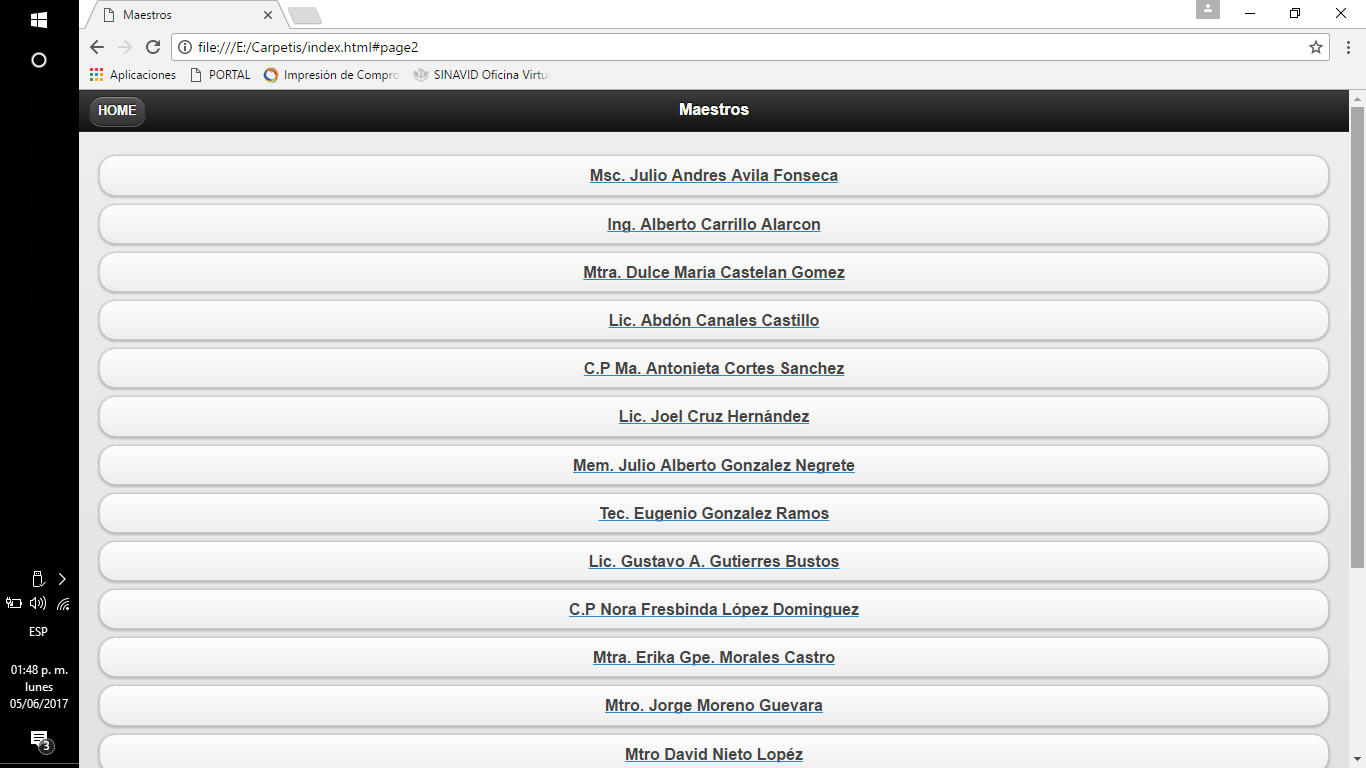 Maestros
file:///E:/Carpetis/index.html#page2
Aplicaciones PORTAL Impresión de Compro SINAVID Oficina Virtu
HOME
Maestros
Msc. Julio Andres Avila Fonseca
Ing. Alberto Carrillo Alarcon
Mtra. Dulce María Castelan Gomez
Lic. Abdón Canales Castillo
C.P Ma. Antonieta Cortes Sanchez
Lic. Joel Cruz Hernández
Mem. Julio Alberto Gonzalez Negrete
Tec. Eugenio Gonzalez Ramos
Lic. Gustavo A. Gutierres Bustos
C.P Nora Fresbinda López Dominguez
Mtra. Erika Gpe. Morales Castro
Mtro. Jorge Moreno Guevara
Mtro David Nieto Lopéz
ESP
01:48 p. m.
lunes
05/06/2017
3